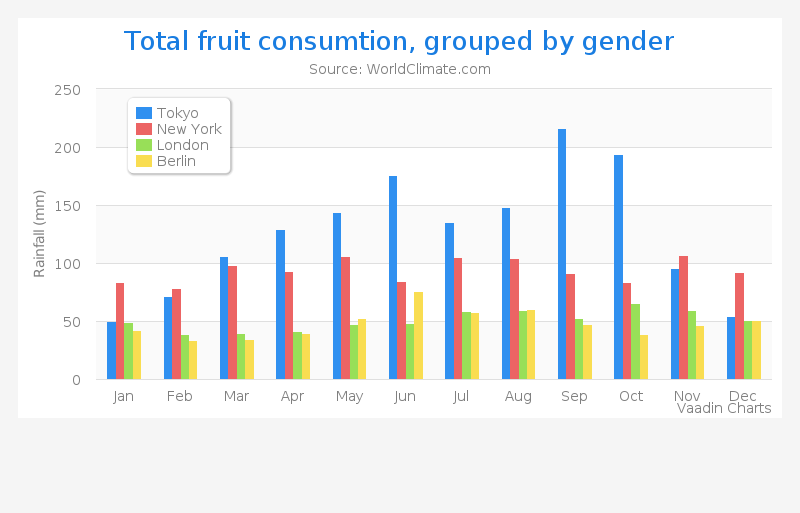 Total fruit consumtion, grouped by gender
Source: WorldClimate.com
Rainfall (mm)
250
200
150
100
50
0
Tokyo
New York
London
Berlin
Jan Feb Mar Apr May Jun Jul Aug Sep Oct Nov Dec
Vaadin Charts